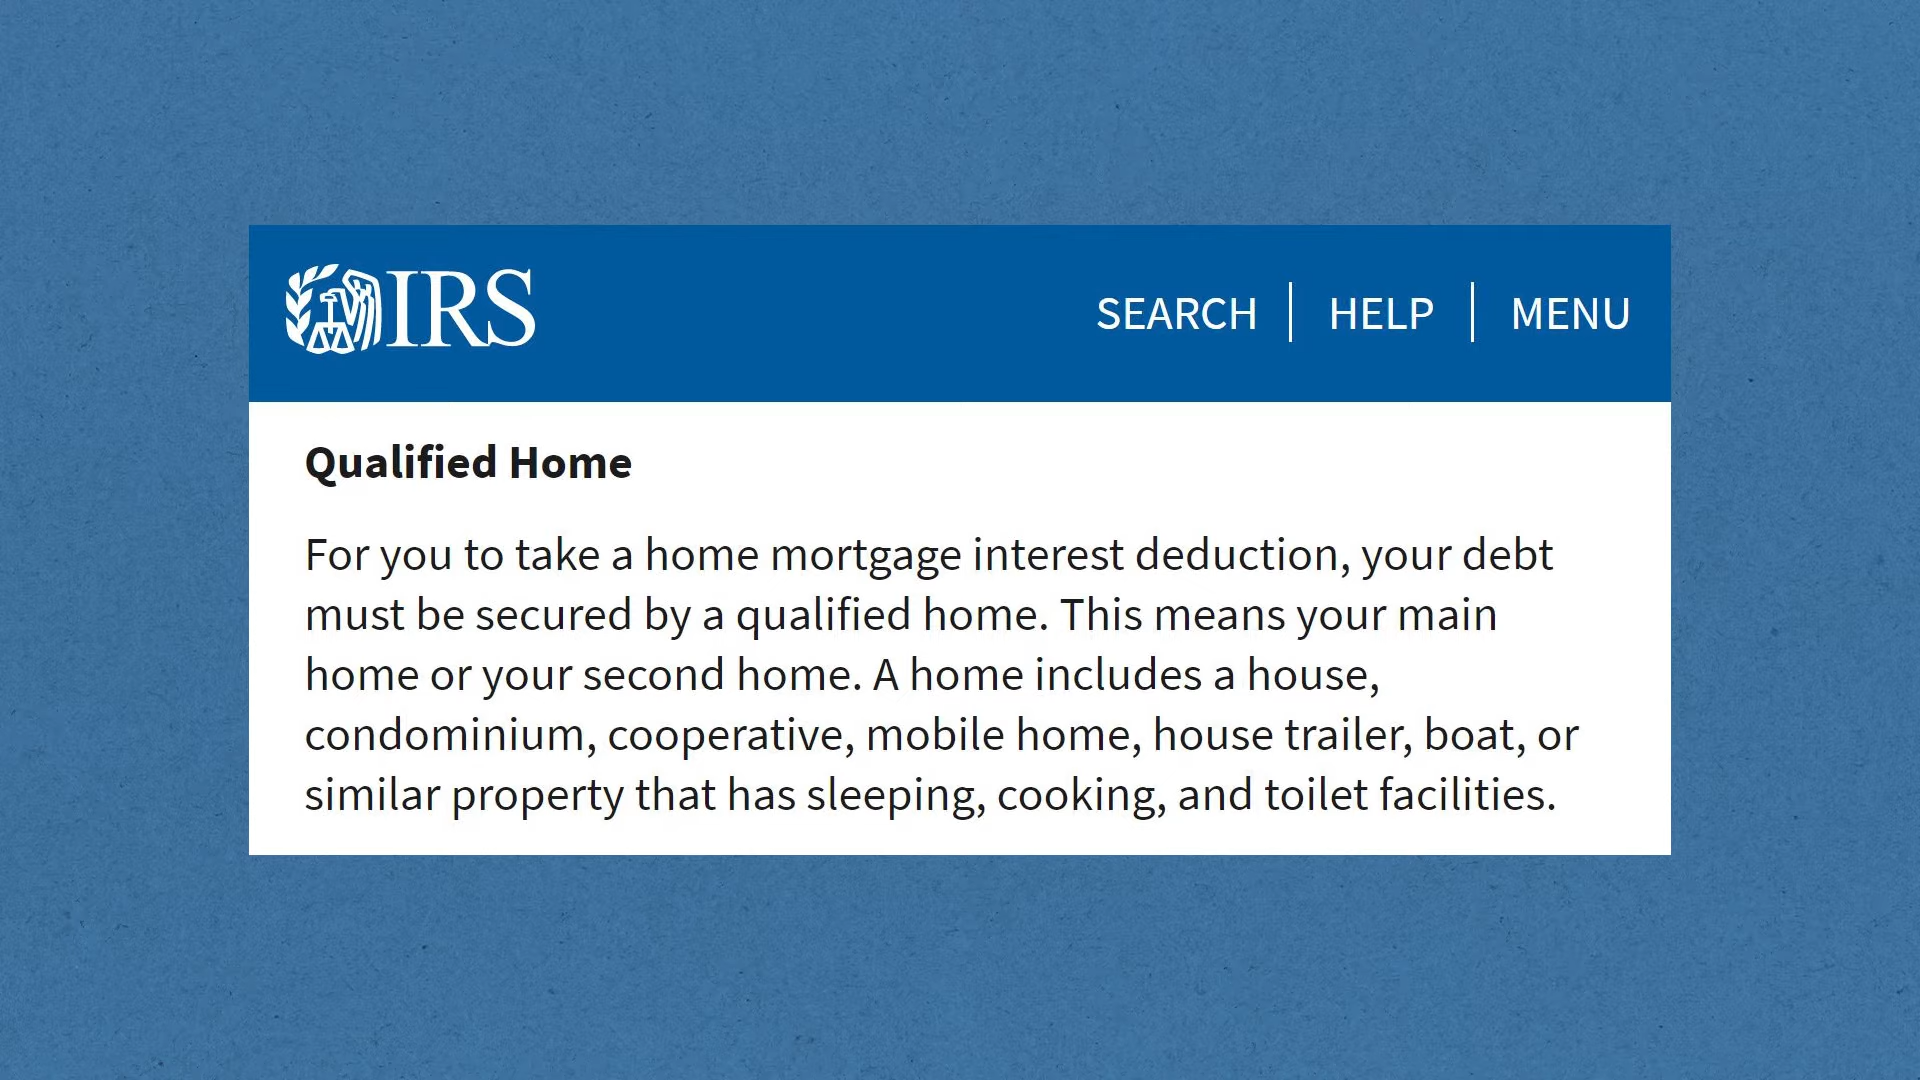 IRS
SEARCH | HELP | MENU
Qualified Home
For you to take a home mortgage interest deduction, your debt
must be secured by a qualified home. This means your main
home or your second home. A home includes a house,
condominium, cooperative, mobile home, house trailer, boat, or
similar property that has sleeping, cooking, and toilet facilities.